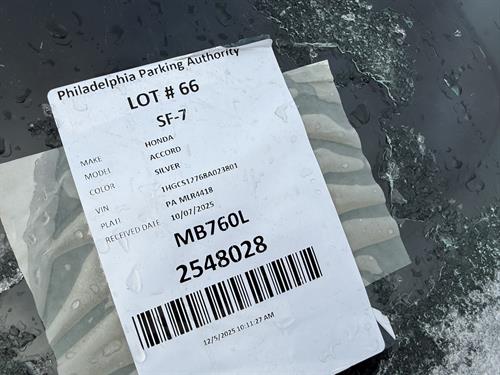 Philadelphia Parking Authority
LOT # 66
SF-7
MAKE HONDA
MODEL ACCORD
COLOR SILVER
VIN 1HGCS12768A021801
PLATE PA MLR4418
RECEIVED DATE 10/07/2025
MB760L
2548028
12/5/2025 10:11:27 AM